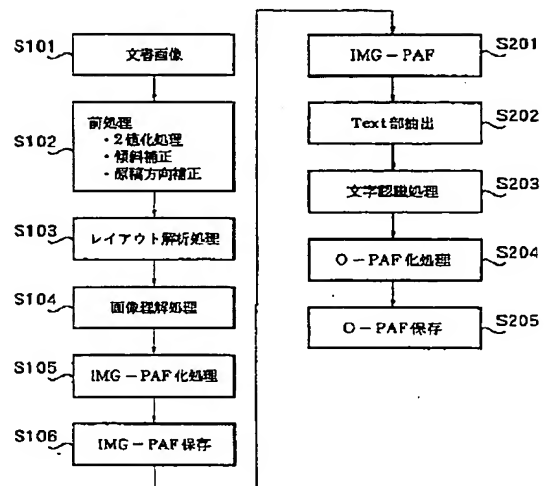 S101
文書画像
S102
前処理
・2値化処理
・傾斜補正
・原稿方向補正
S103
レイアウト解析処理
S104
画像理解処理
S105
IMG－PAF化処理
S106
IMG－PAF保存
S201
IMG－PAF
S202
Text部抽出
S203
文字認識処理
S204
O－PAF化処理
S205
O－PAF保存